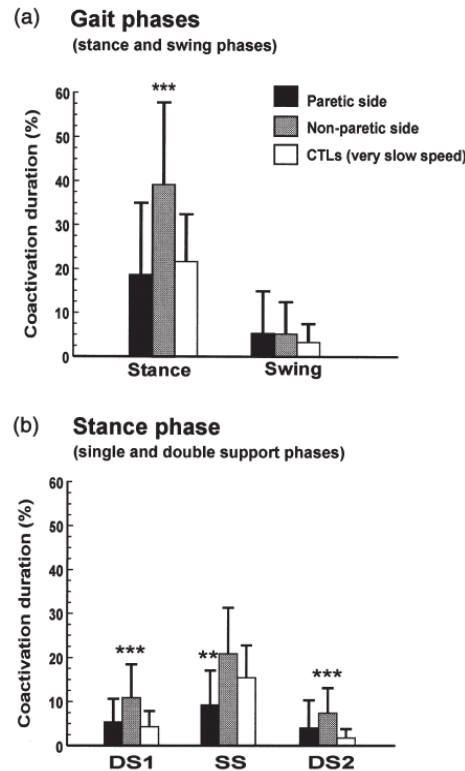 (a) Gait phases
(stance and swing phases)
Coactivation duration (%)
60
50
40
30
20
10
0
***
Paretic side
Non-paretic side
CTLs (very slow speed)
Stance Swing
(b) Stance phase
(single and double support phases)
Coactivation duration (%)
60
50
40
30
20
10
0
***
**
***
DS1 SS DS2